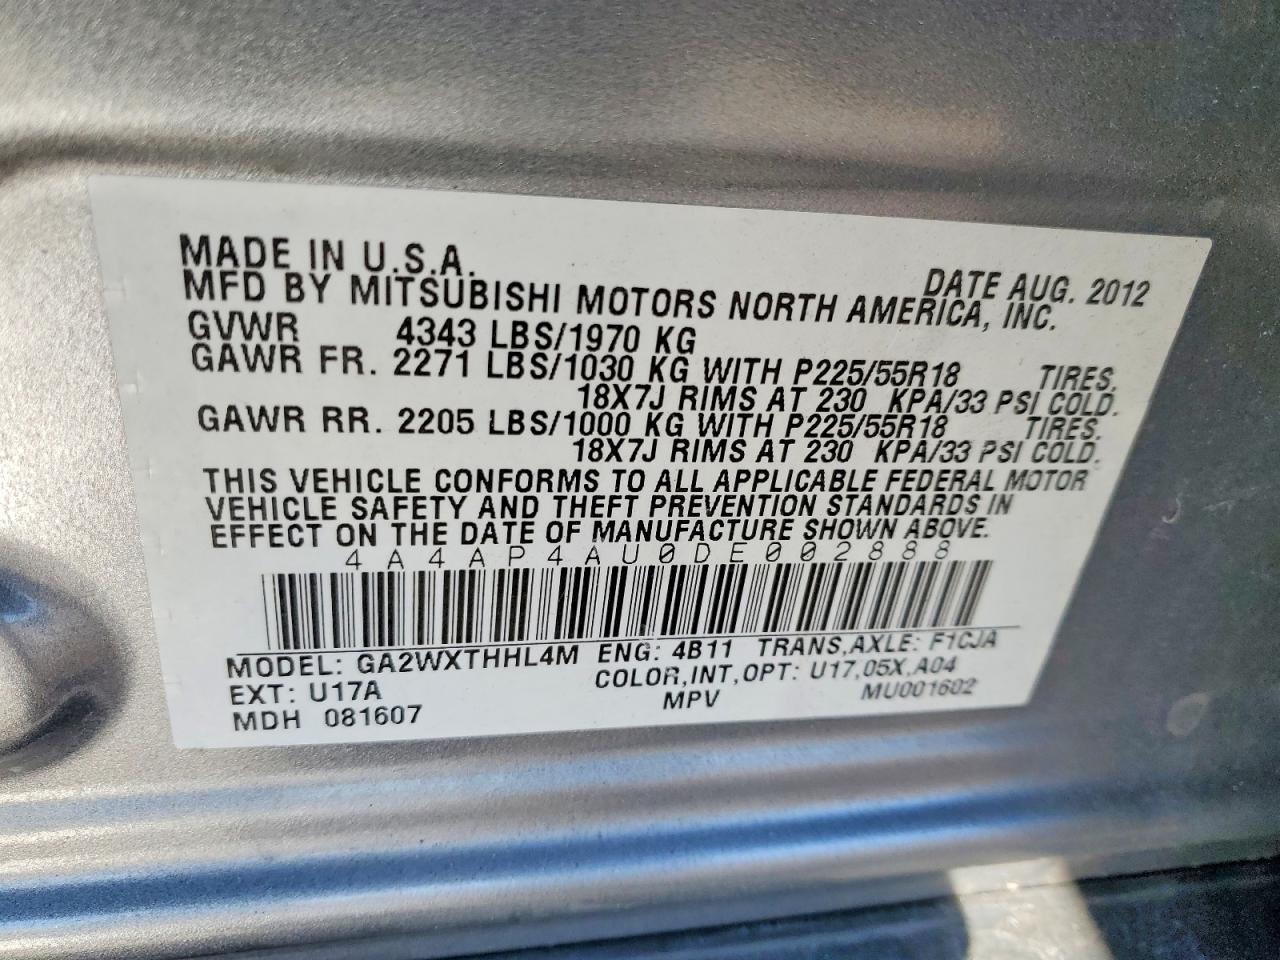 MADE IN U.S.A. DATE AUG. 2012
MFD BY MITSUBISHI MOTORS NORTH AMERICA, INC.
GVWR 4343 LBS/1970 KG
GAWR FR. 2271 LBS/1030 KG WITH P225/55R18 TIRES.
18X7J RIMS AT 230 KPA/33 PSI COLD.
GAWR RR. 2205 LBS/1000 KG WITH P225/55R18 TIRES.
18X7J RIMS AT 230 KPA/33 PSI COLD.
THIS VEHICLE CONFORMS TO ALL APPLICABLE FEDERAL MOTOR
VEHICLE SAFETY AND THEFT PREVENTION STANDARDS IN
EFFECT ON THE DATE OF MANUFACTURE SHOWN ABOVE.
4A4AP4AU0DE002888
MODEL: GA2WXTHHL4M ENG: 4B11 TRANS,AXLE: F1CJA
EXT: U17A COLOR,INT,OPT: U17,05X,A04
MDH 081607 MPV MU001602